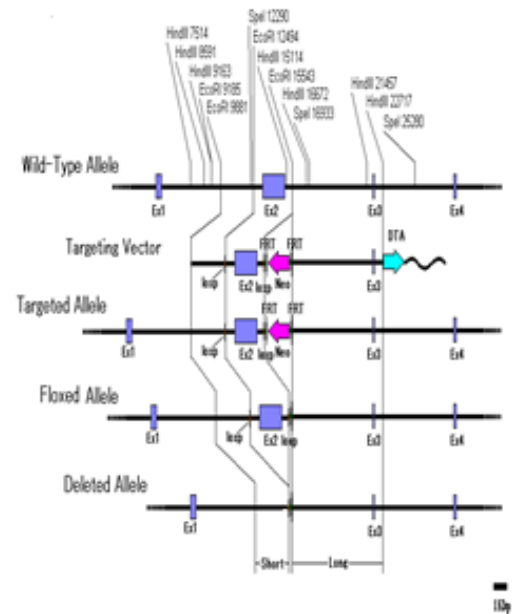 SpeI 12290
EcoRI 12494
HindIII 7514
HindIII 15114
HindIII 8591
EcoRI 15543
HindIII 9163
HindIII 16672
HindIII 21457
EcoRI 9185
SpeI 16933
HindIII 22717
EcoRI 9881
SpeI 25280
Wild-Type Allele
Ex1 Ex2 Ex3 Ex4
Targeting Vector
FRT FRT DTA
loxp Ex2 loxp Neo Ex3
Targeted Allele
FRT FRT
Ex1 loxp Ex2 loxp Neo Ex3 Ex4
Floxed Allele
Ex1 loxp Ex2 loxp Ex3 Ex4
Deleted Allele
Ex1 Ex3 Ex4
Short Long